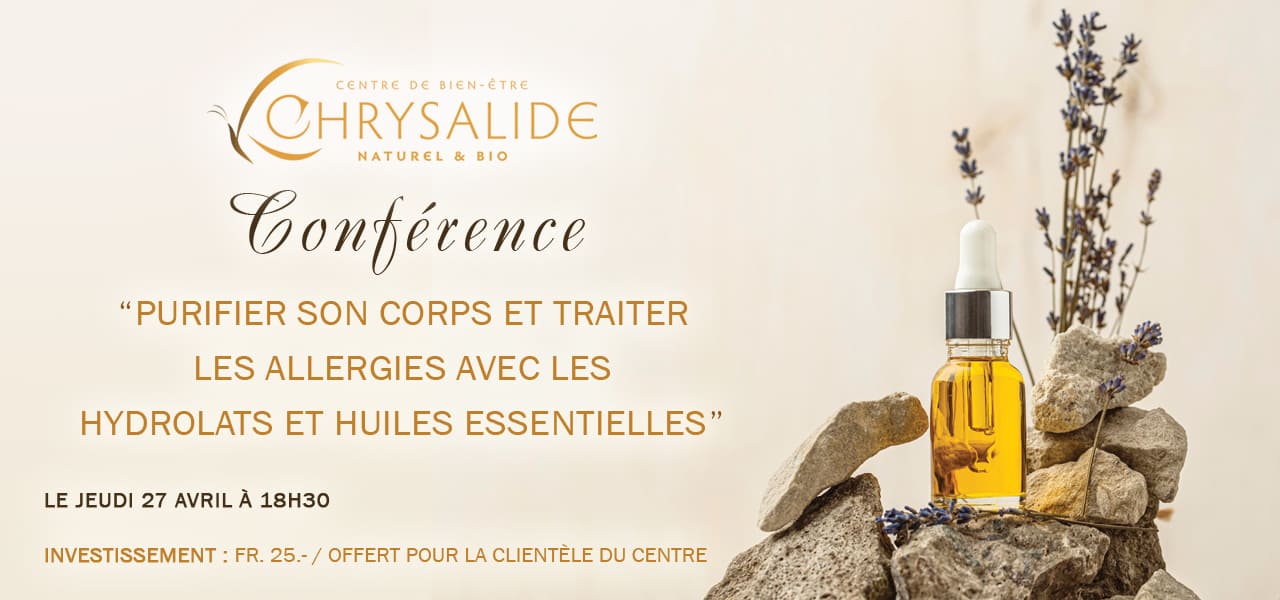 CENTRE DE BIEN-ÊTRE
CHRYSALIDE
NATUREL & BIO
Conférence
“PURIFIER SON CORPS ET TRAITER
LES ALLERGIES AVEC LES
HYDROLATS ET HUILES ESSENTIELLES”
LE JEUDI 27 AVRIL À 18H30
INVESTISSEMENT : FR. 25.- / OFFERT POUR LA CLIENTÈLE DU CENTRE